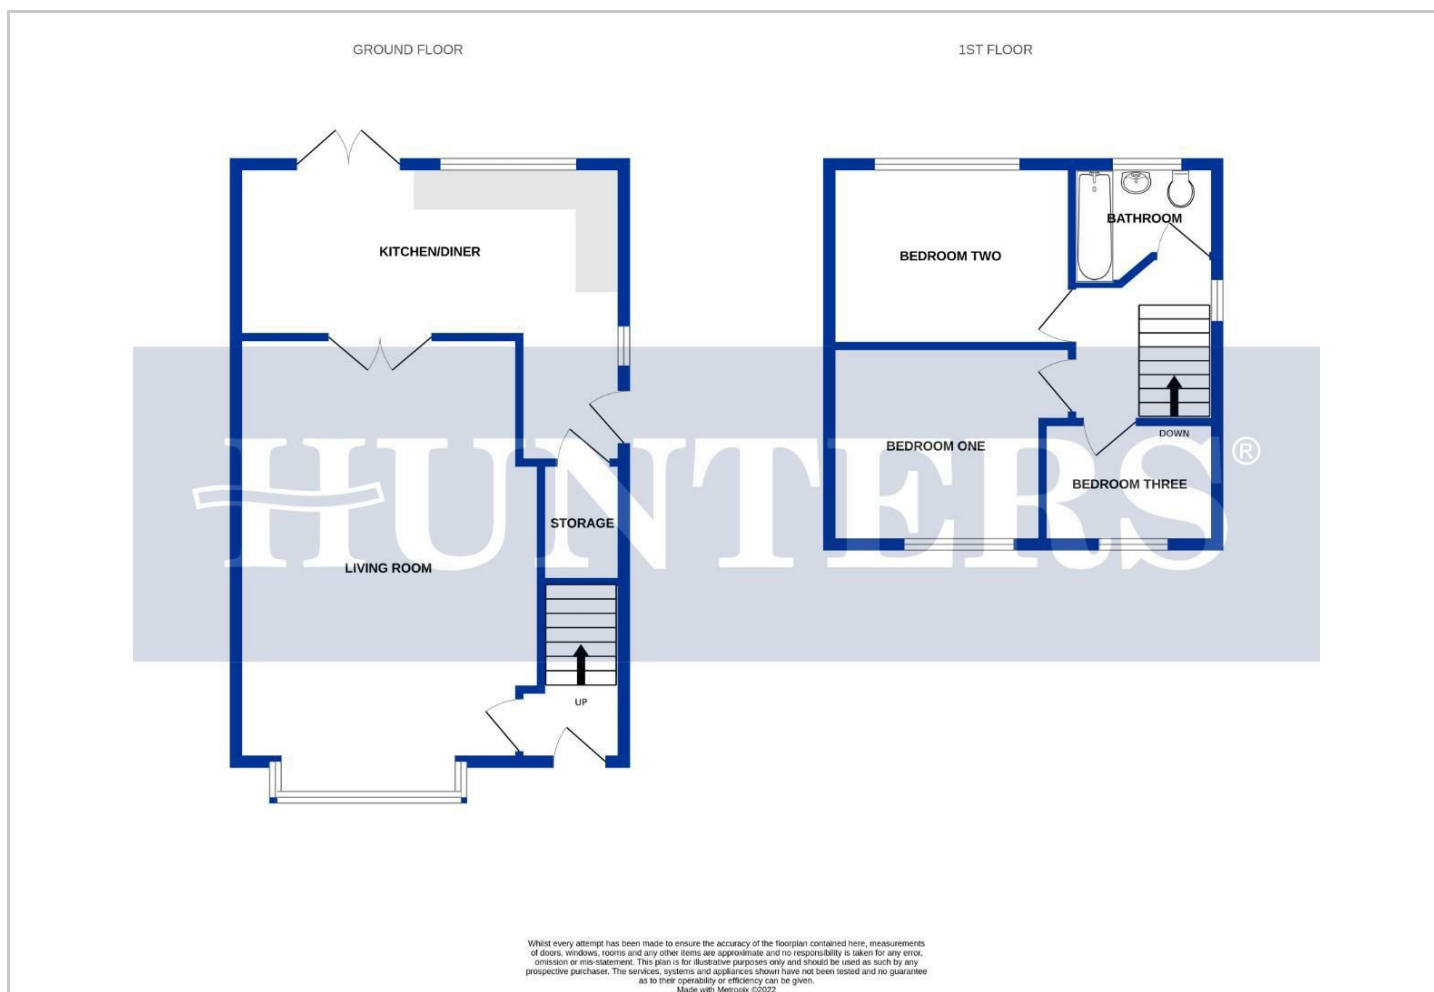 GROUND FLOOR
1ST FLOOR
KITCHEN/DINER
BATHROOM
BEDROOM TWO
DOWN
BEDROOM ONE
HUNTERS®
BEDROOM THREE
STORAGE
LIVING ROOM
UP
Whilst every attempt has been made to ensure the accuracy of the floorplan contained here, measurements
of doors, windows, rooms and any other items are approximate and no responsibility is taken for any error,
omission or mis-statement. This plan is for illustrative purposes only and should be used as such by any
prospective purchaser. The services, systems and appliances shown have not been tested and no guarantee
as to their operability or efficiency can be given.
Made with Metropix ©2022